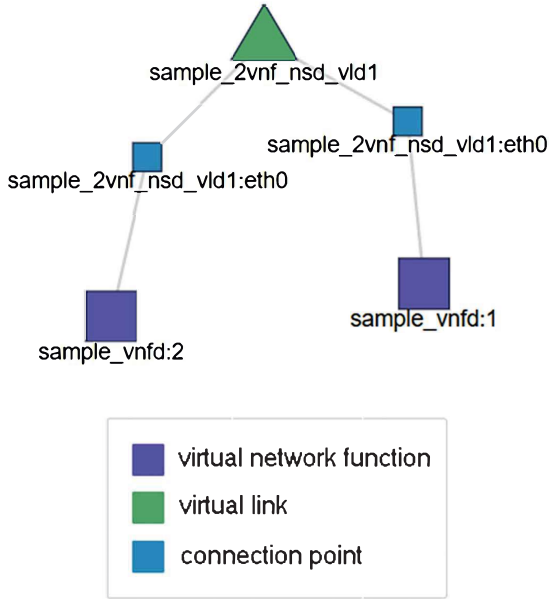 sample_2vnf_nsd_vld1
sample_2vnf_nsd_vld1:eth0
sample_2vnf_nsd_vld1:eth0
sample_vnfd:1
sample_vnfd:2
virtual network function
virtual link
connection point